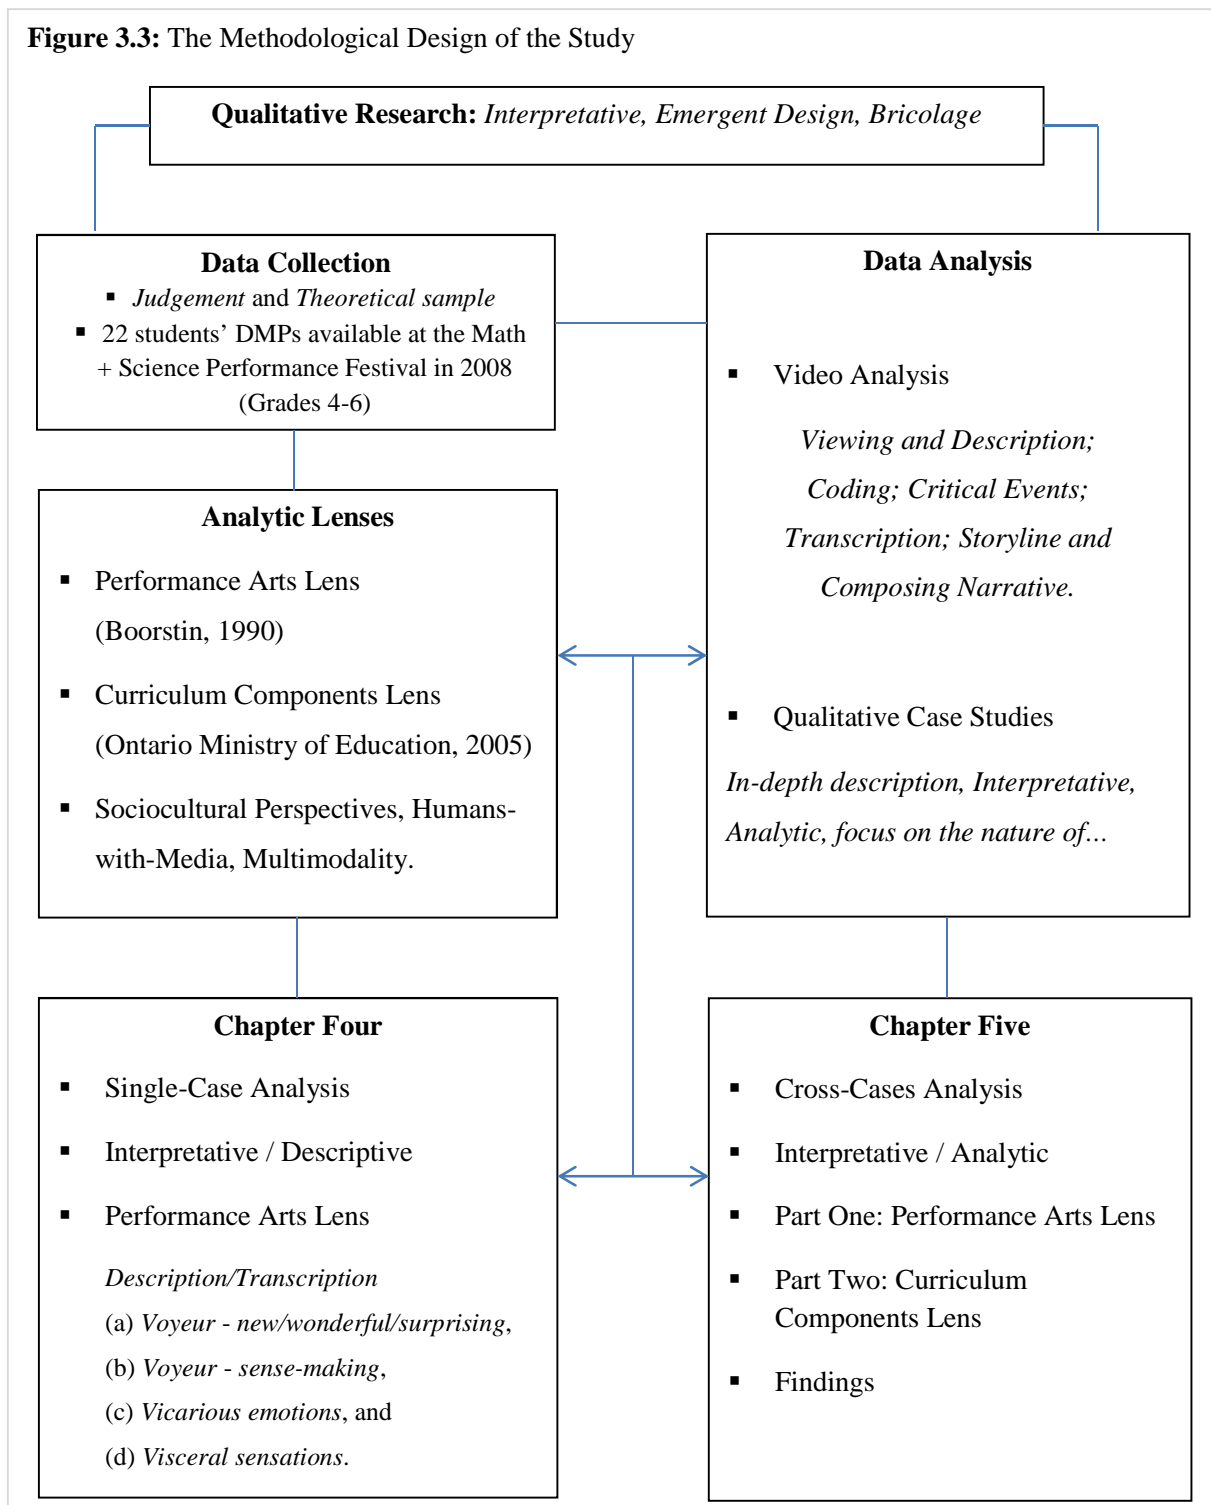 Figure 3.3: The Methodological Design of the Study
Qualitative Research: Interpretative, Emergent Design, Bricolage
Data Collection
▪ Judgement and Theoretical sample
▪ 22 students’ DMPs available at the Math
+ Science Performance Festival in 2008
(Grades 4-6)
Data Analysis
▪ Video Analysis
Viewing and Description;
Coding; Critical Events;
Transcription; Storyline and
Composing Narrative.
▪ Qualitative Case Studies
In-depth description, Interpretative,
Analytic, focus on the nature of…
Analytic Lenses
▪ Performance Arts Lens
(Boorstin, 1990)
▪ Curriculum Components Lens
(Ontario Ministry of Education, 2005)
▪ Sociocultural Perspectives, Humans-
with-Media, Multimodality.
Chapter Four
▪ Single-Case Analysis
▪ Interpretative / Descriptive
▪ Performance Arts Lens
Description/Transcription
(a) Voyeur - new/wonderful/surprising,
(b) Voyeur - sense-making,
(c) Vicarious emotions, and
(d) Visceral sensations.
Chapter Five
▪ Cross-Cases Analysis
▪ Interpretative / Analytic
▪ Part One: Performance Arts Lens
▪ Part Two: Curriculum
Components Lens
▪ Findings